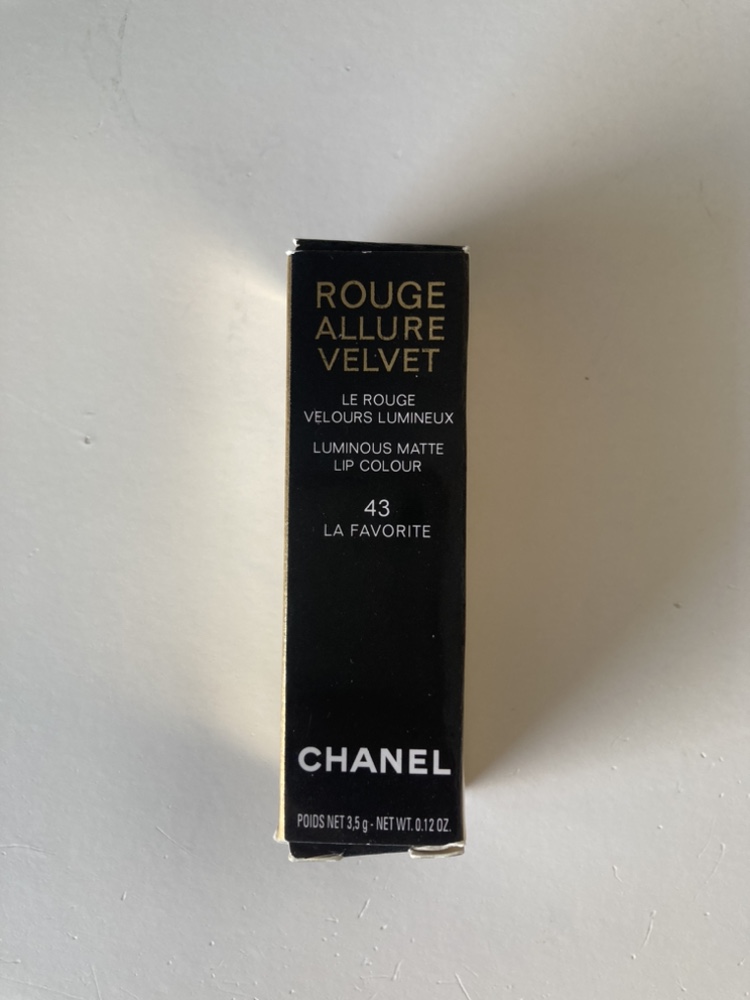 ROUGE
ALLURE
VELVET
LE ROUGE
VELOURS LUMINEUX
LUMINOUS MATTE
LIP COLOUR
43
LA FAVORITE
CHANEL
POIDS NET 3,5 g - NET WT. 0.12 OZ.